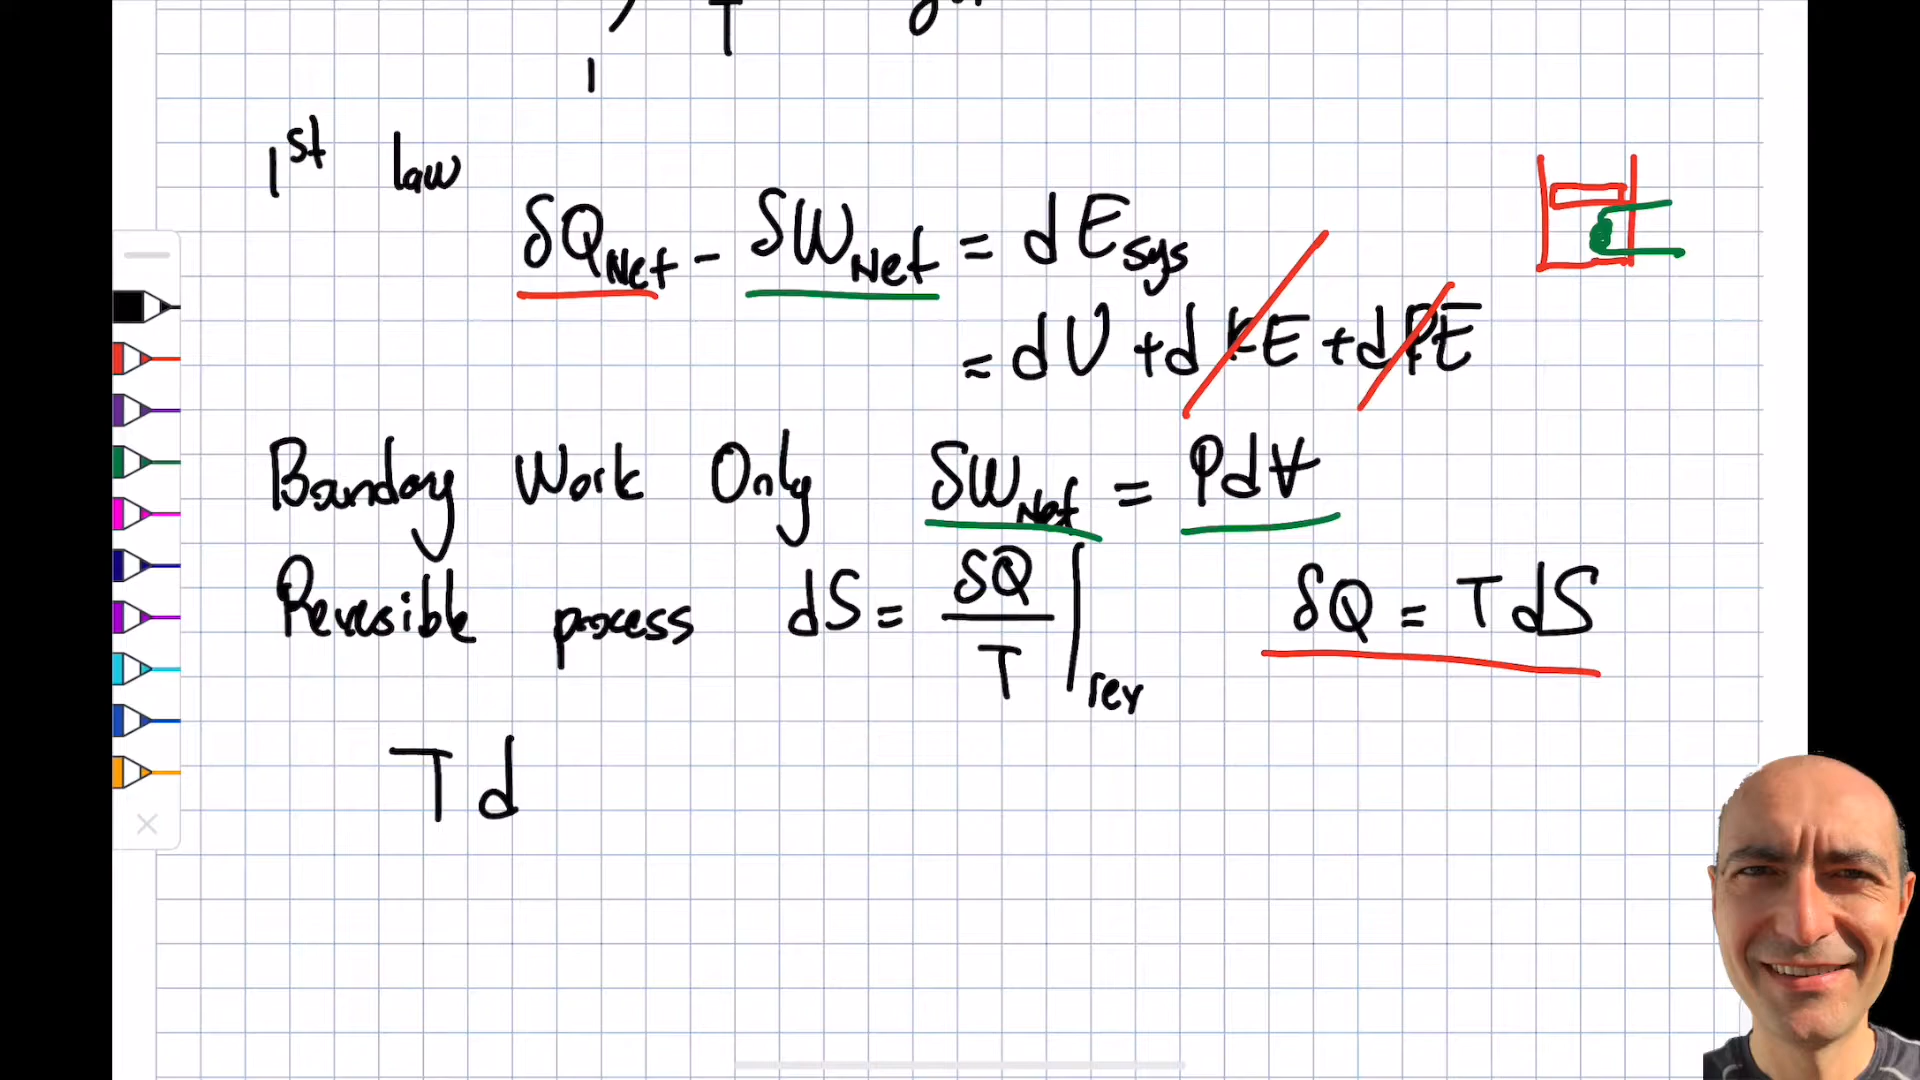 1st law
δQNet - δWNet = dEsys
= dU + dKE + dPE
Boundary Work Only δWNet = PdV
Reversible process dS = δQ/T |rev δQ = TdS
T d